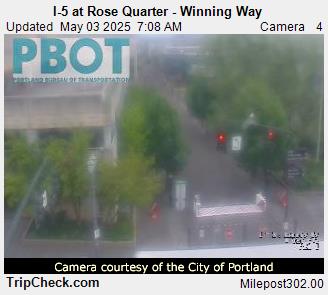 I-5 at Rose Quarter - Winning Way
Updated May 03 2025 7:08 AM Camera 4
PBOT
PORTLAND BUREAU OF TRANSPORTATION
Camera courtesy of the City of Portland
TripCheck.com Milepost302.00